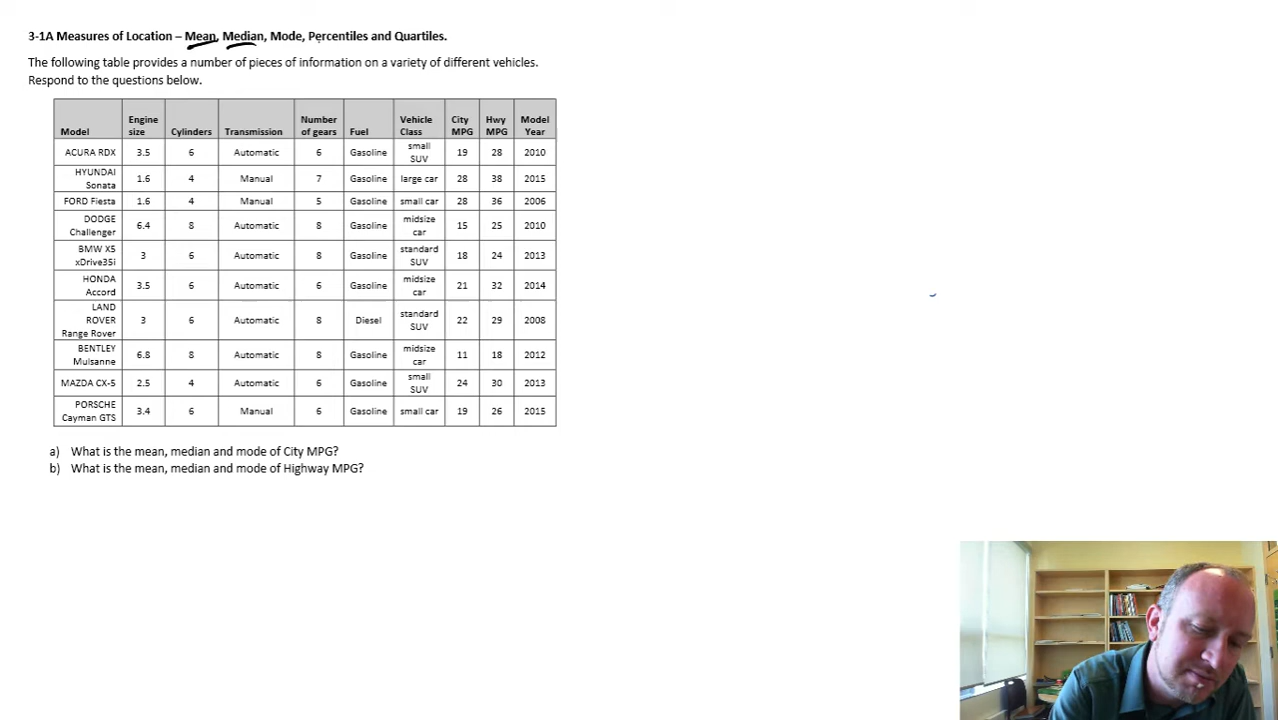 3-1A Measures of Location – Mean, Median, Mode, Percentiles and Quartiles.
The following table provides a number of pieces of information on a variety of different vehicles.
Respond to the questions below.
Model Engine size Cylinders Transmission Number of gears Fuel Vehicle Class City MPG Hwy MPG Model Year
ACURA RDX 3.5 6 Automatic 6 Gasoline small SUV 19 28 2010
HYUNDAI Sonata 1.6 4 Manual 7 Gasoline large car 28 38 2015
FORD Fiesta 1.6 4 Manual 5 Gasoline small car 28 36 2006
DODGE Challenger 6.4 8 Automatic 8 Gasoline midsize car 15 25 2010
BMW X5 xDrive35i 3 6 Automatic 8 Gasoline standard SUV 18 24 2013
HONDA Accord 3.5 6 Automatic 6 Gasoline midsize car 21 32 2014
LAND ROVER Range Rover 3 6 Automatic 8 Diesel standard SUV 22 29 2008
BENTLEY Mulsanne 6.8 8 Automatic 8 Gasoline midsize car 11 18 2012
MAZDA CX-5 2.5 4 Automatic 6 Gasoline small SUV 24 30 2013
PORSCHE Cayman GTS 3.4 6 Manual 6 Gasoline small car 19 26 2015
a) What is the mean, median and mode of City MPG?
b) What is the mean, median and mode of Highway MPG?